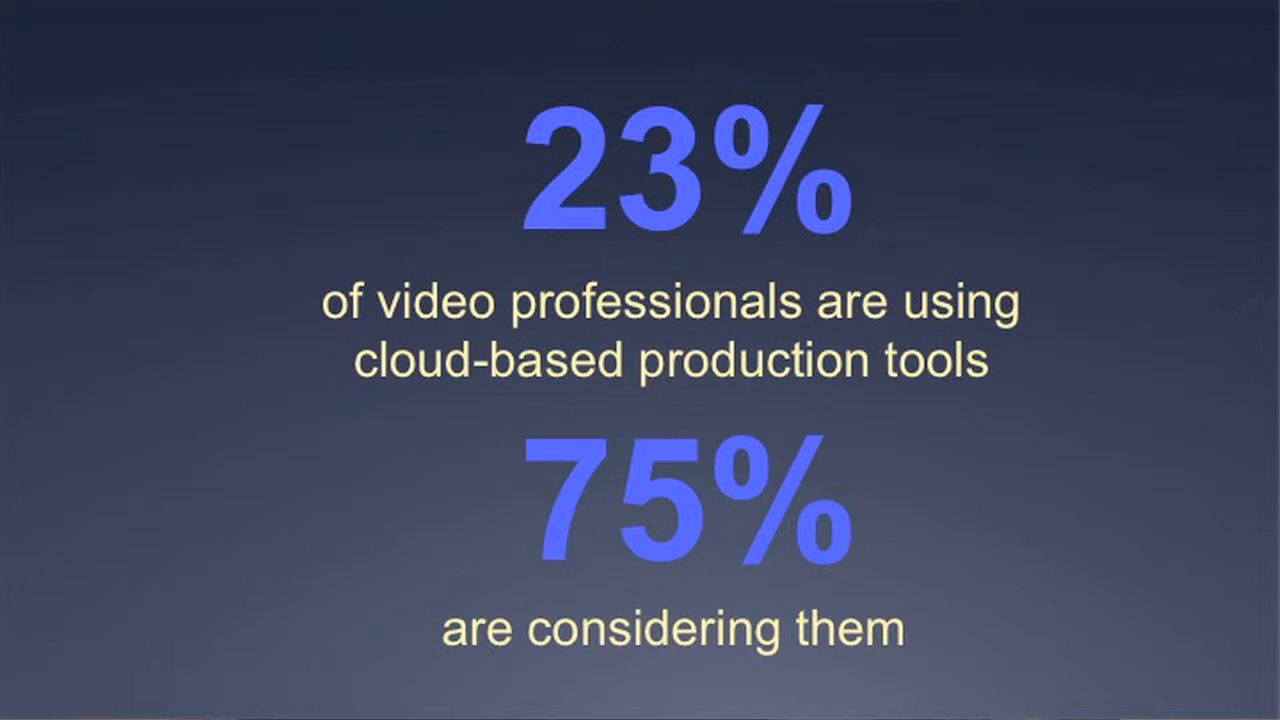 23%
of video professionals are using
cloud-based production tools
75%
are considering them